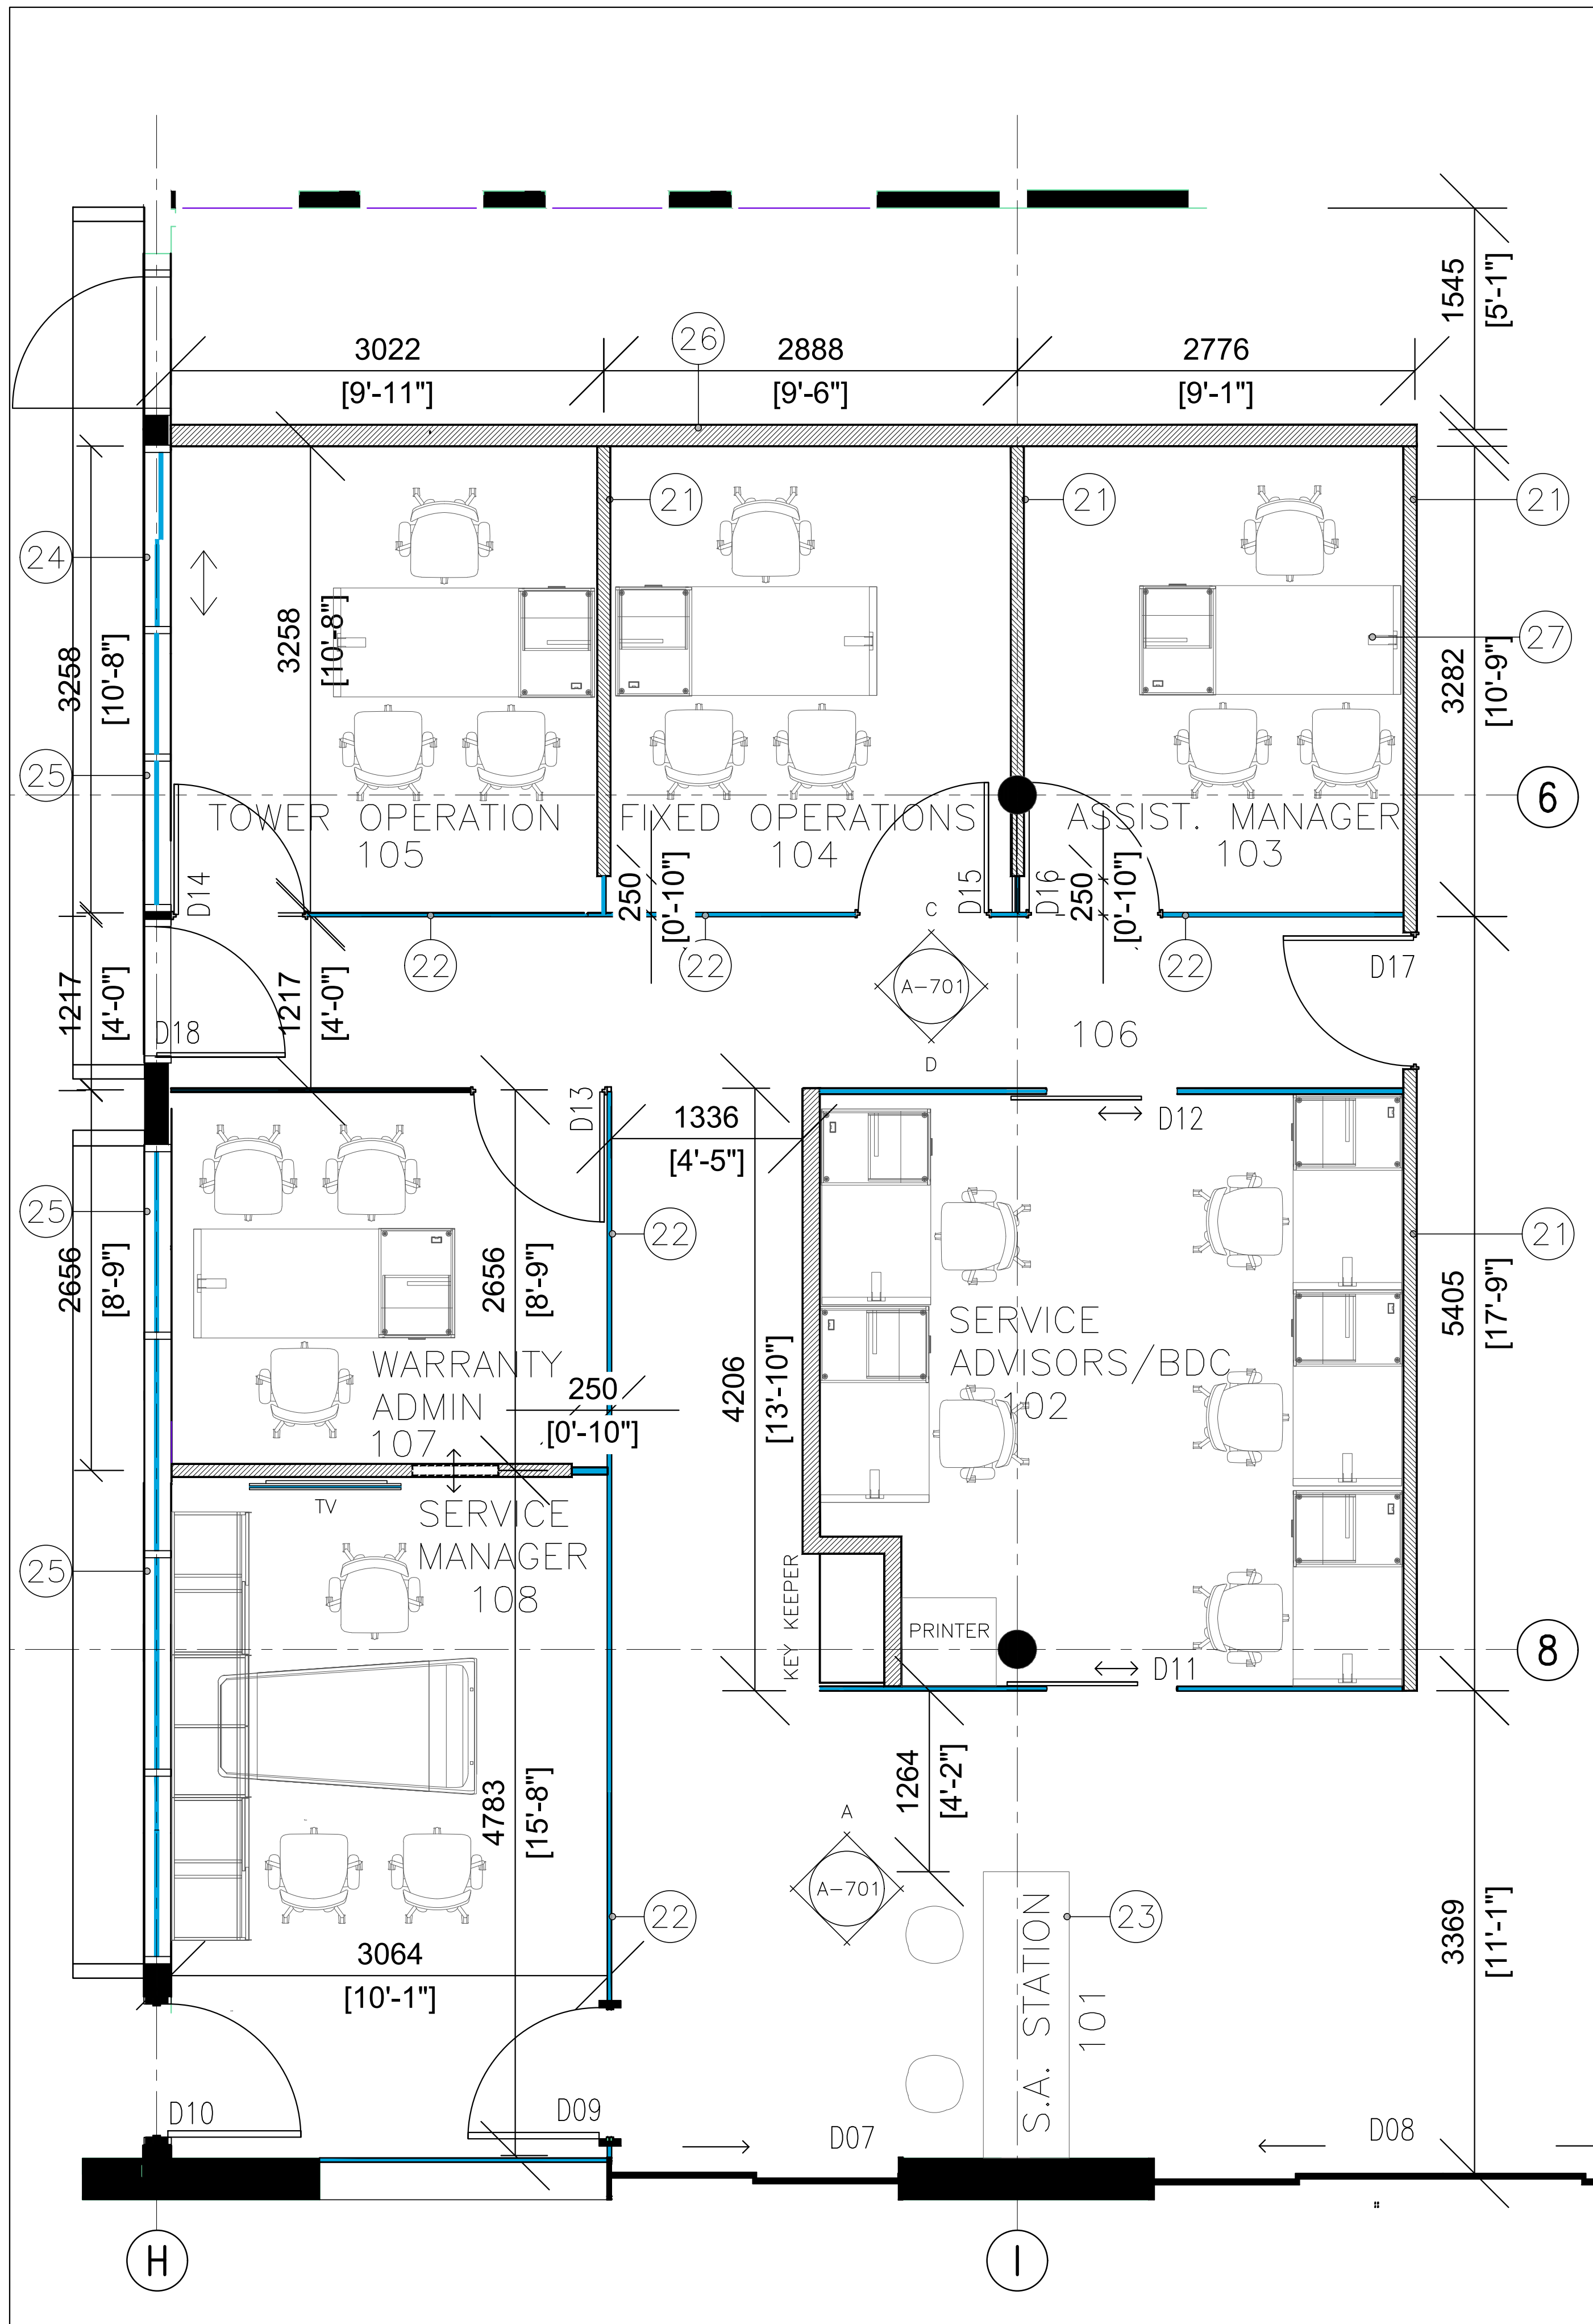 1545
[5'-1"]
3022
[9'-11"]
26
2888
[9'-6"]
2776
[9'-1"]
21
21
21
24
3258
[10'-8"]
3258
[10'-8"]
27
3282
[10'-9"]
25
6
TOWER OPERATION
105
FIXED OPERATIONS
104
ASSIST. MANAGER
103
D14
250
[0'-10"]
D15
D16
250
[0'-10"]
22
22
22
C
A-701
D
D17
1217
[4'-0"]
D18
1217
[4'-0"]
106
D13
1336
[4'-5"]
D12
25
22
21
2656
[8'-9"]
2656
[8'-9"]
5405
[17'-9"]
4206
[13'-10"]
SERVICE
ADVISORS/BDC
102
WARRANTY
ADMIN
107
250
[0'-10"]
TV
SERVICE
MANAGER
108
25
KEY KEEPER
PRINTER
8
D11
1264
[4'-2"]
4783
[15'-8"]
A
A-701
22
23
S.A. STATION
101
3369
[11'-1"]
3064
[10'-1"]
D10
D09
D07
D08
H
I